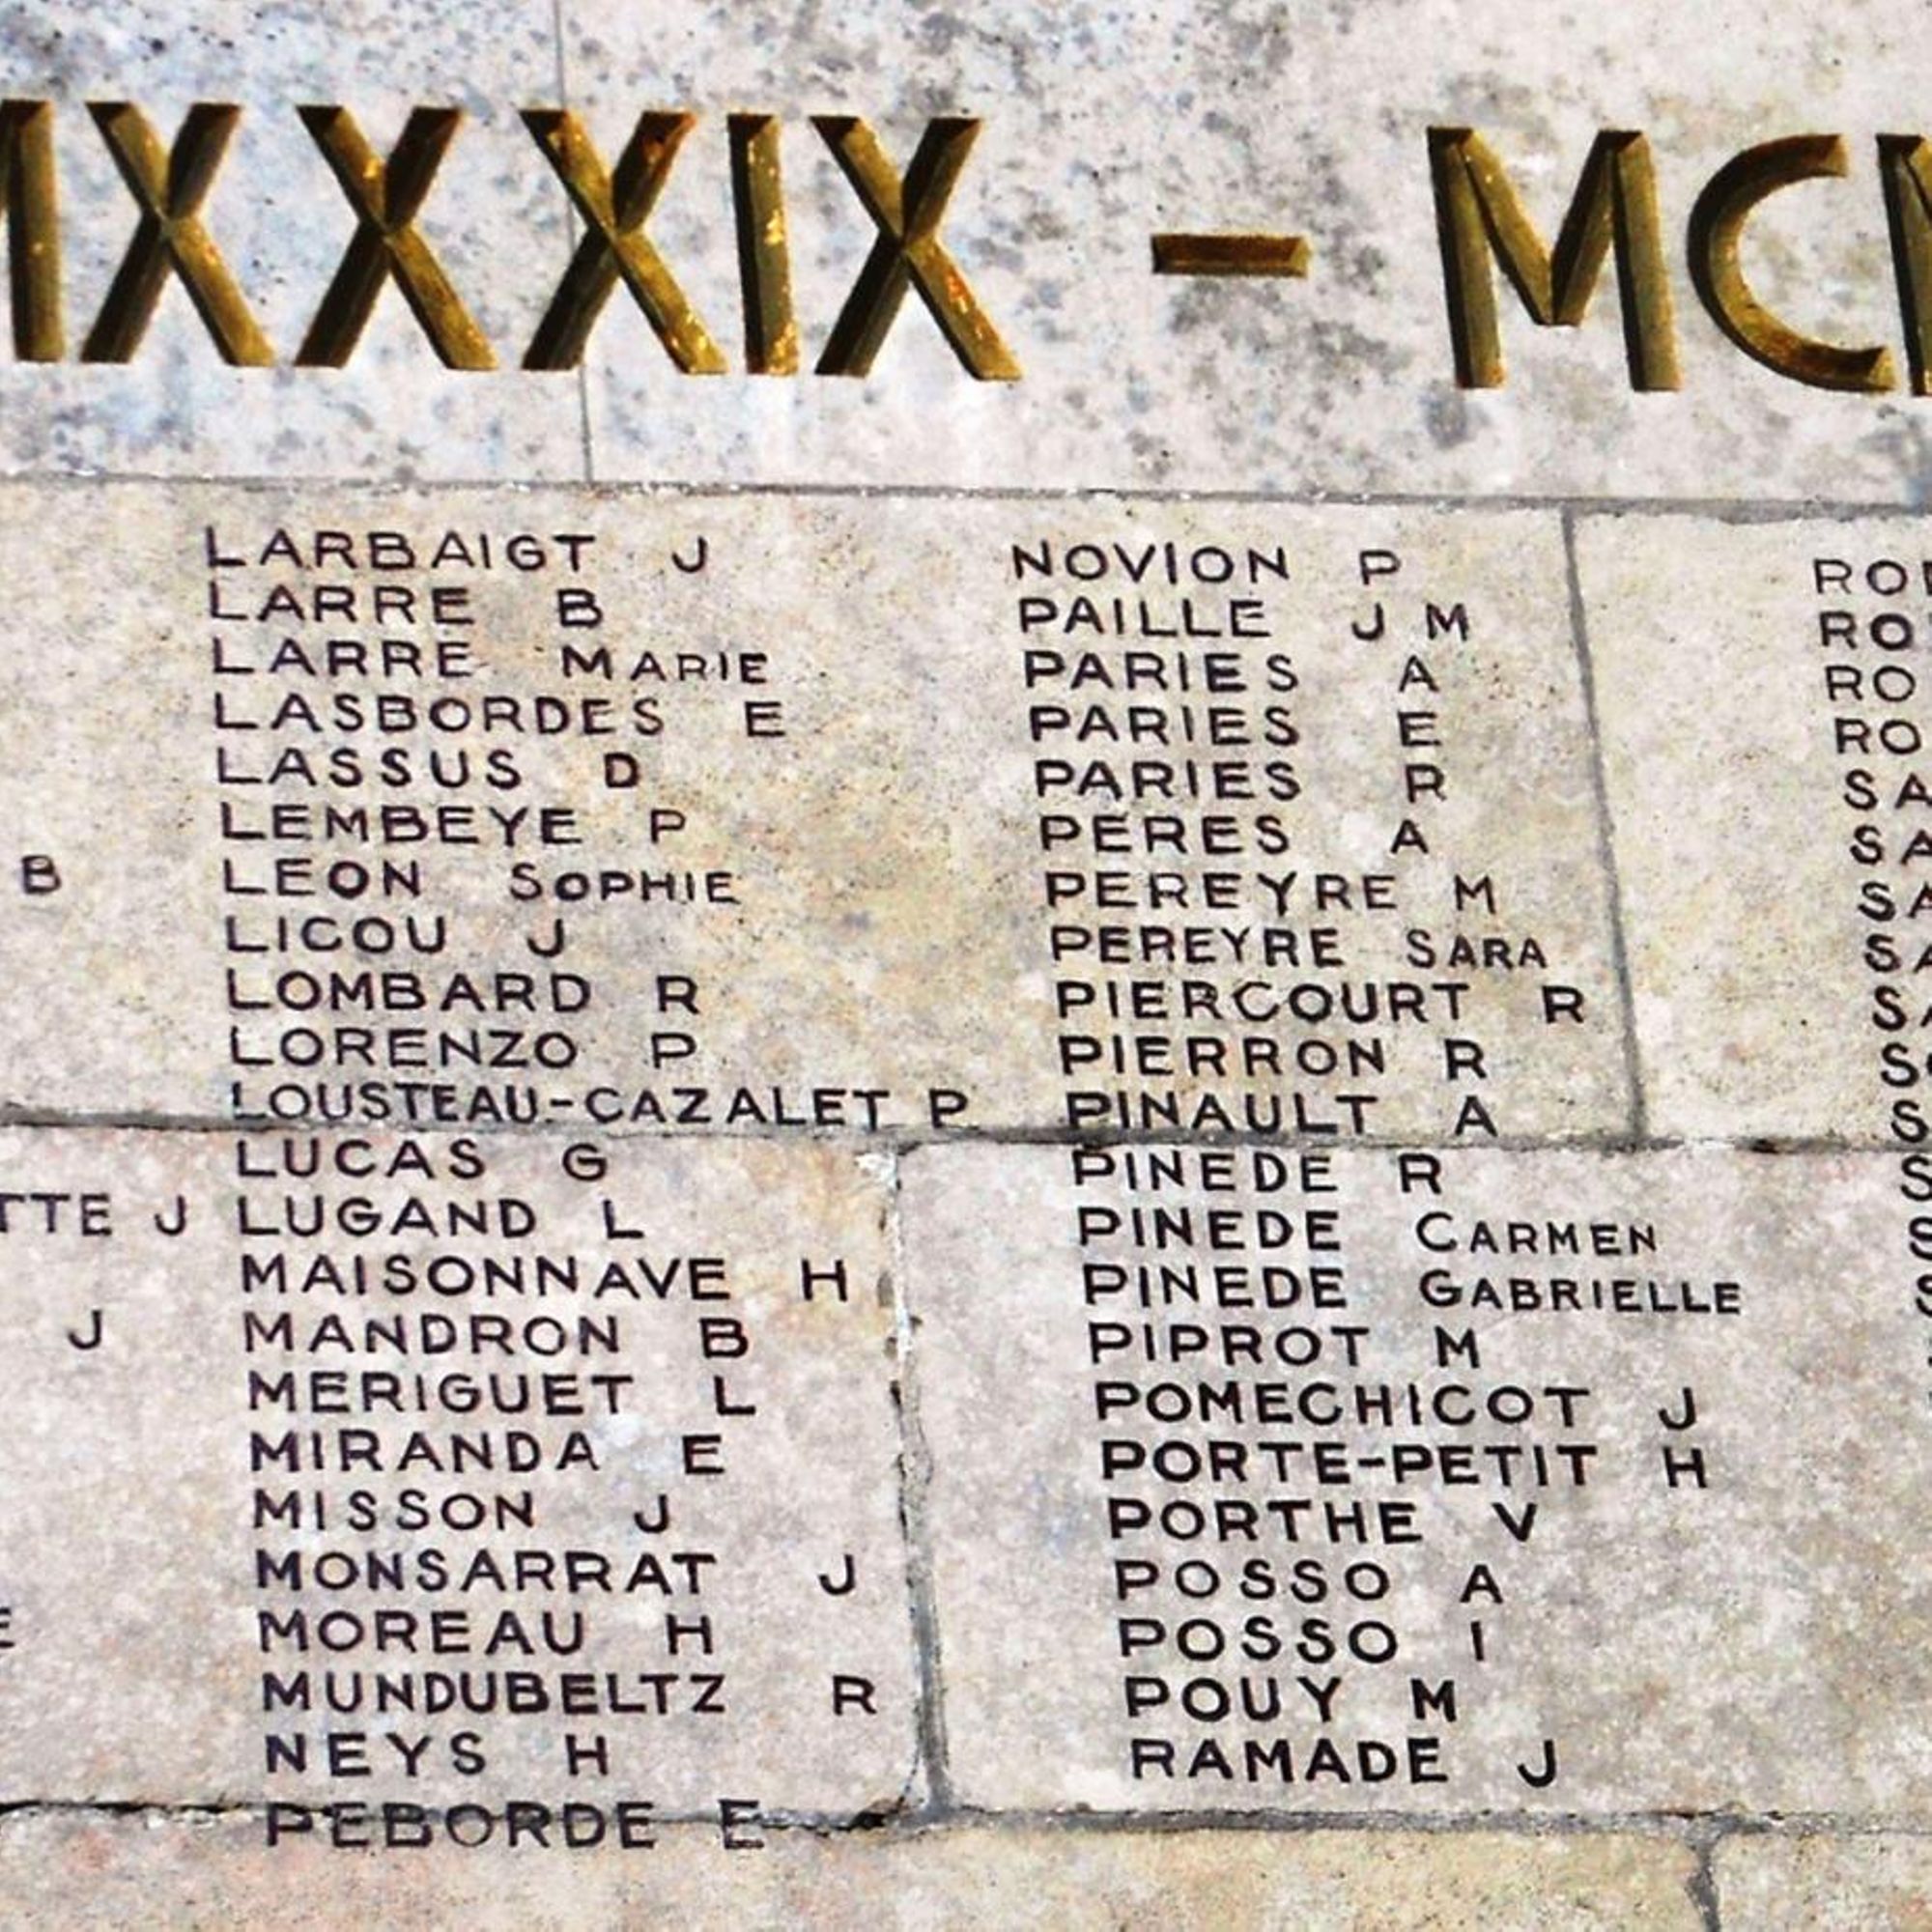 MXXXIX - MC
LARBAIGT J
LARRE B
LARRE MARIE
LASBORDES E
LASSUS D
LEMBEYE P
LEON SOPHIE
LICOU J
LOMBARD R
LORENZO P
LOUSTEAU-CAZALET P
LUCAS G
LUGAND L
MAISONNAVE H
MANDRON B
MERIGUET L
MIRANDA E
MISSON J
MONSARRAT J
MOREAU H
MUNDUBELTZ R
NEYS H
PEBORDE E
NOVION P
PAILLE J M
PARIES A
PARIES E
PARIES R
PERES A
PEREYRE M
PEREYRE SARA
PIERCOURT R
PIERRON R
PINAULT A
PINEDE R
PINEDE CARMEN
PINEDE GABRIELLE
PIPROT M
POMECHICOT J
PORTE-PETIT H
PORTHE V
POSSO A
POSSO I
POUY M
RAMADE J